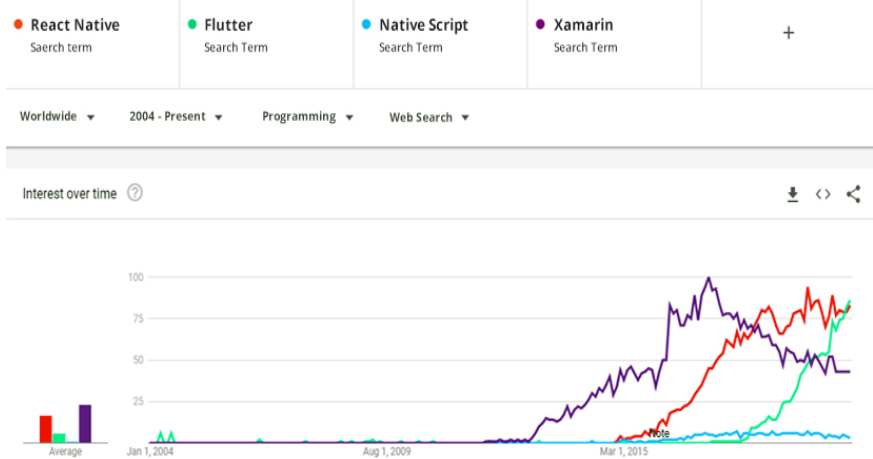 React Native
Saerch term
Flutter
Search Term
Native Script
Search Term
Xamarin
Search Term
+
Worldwide
2004 - Present
Programming
Web Search
Interest over time ?
100
75
50
25
Average
Jan 1, 2004
Aug 1, 2009
Mar 1, 2015
Note